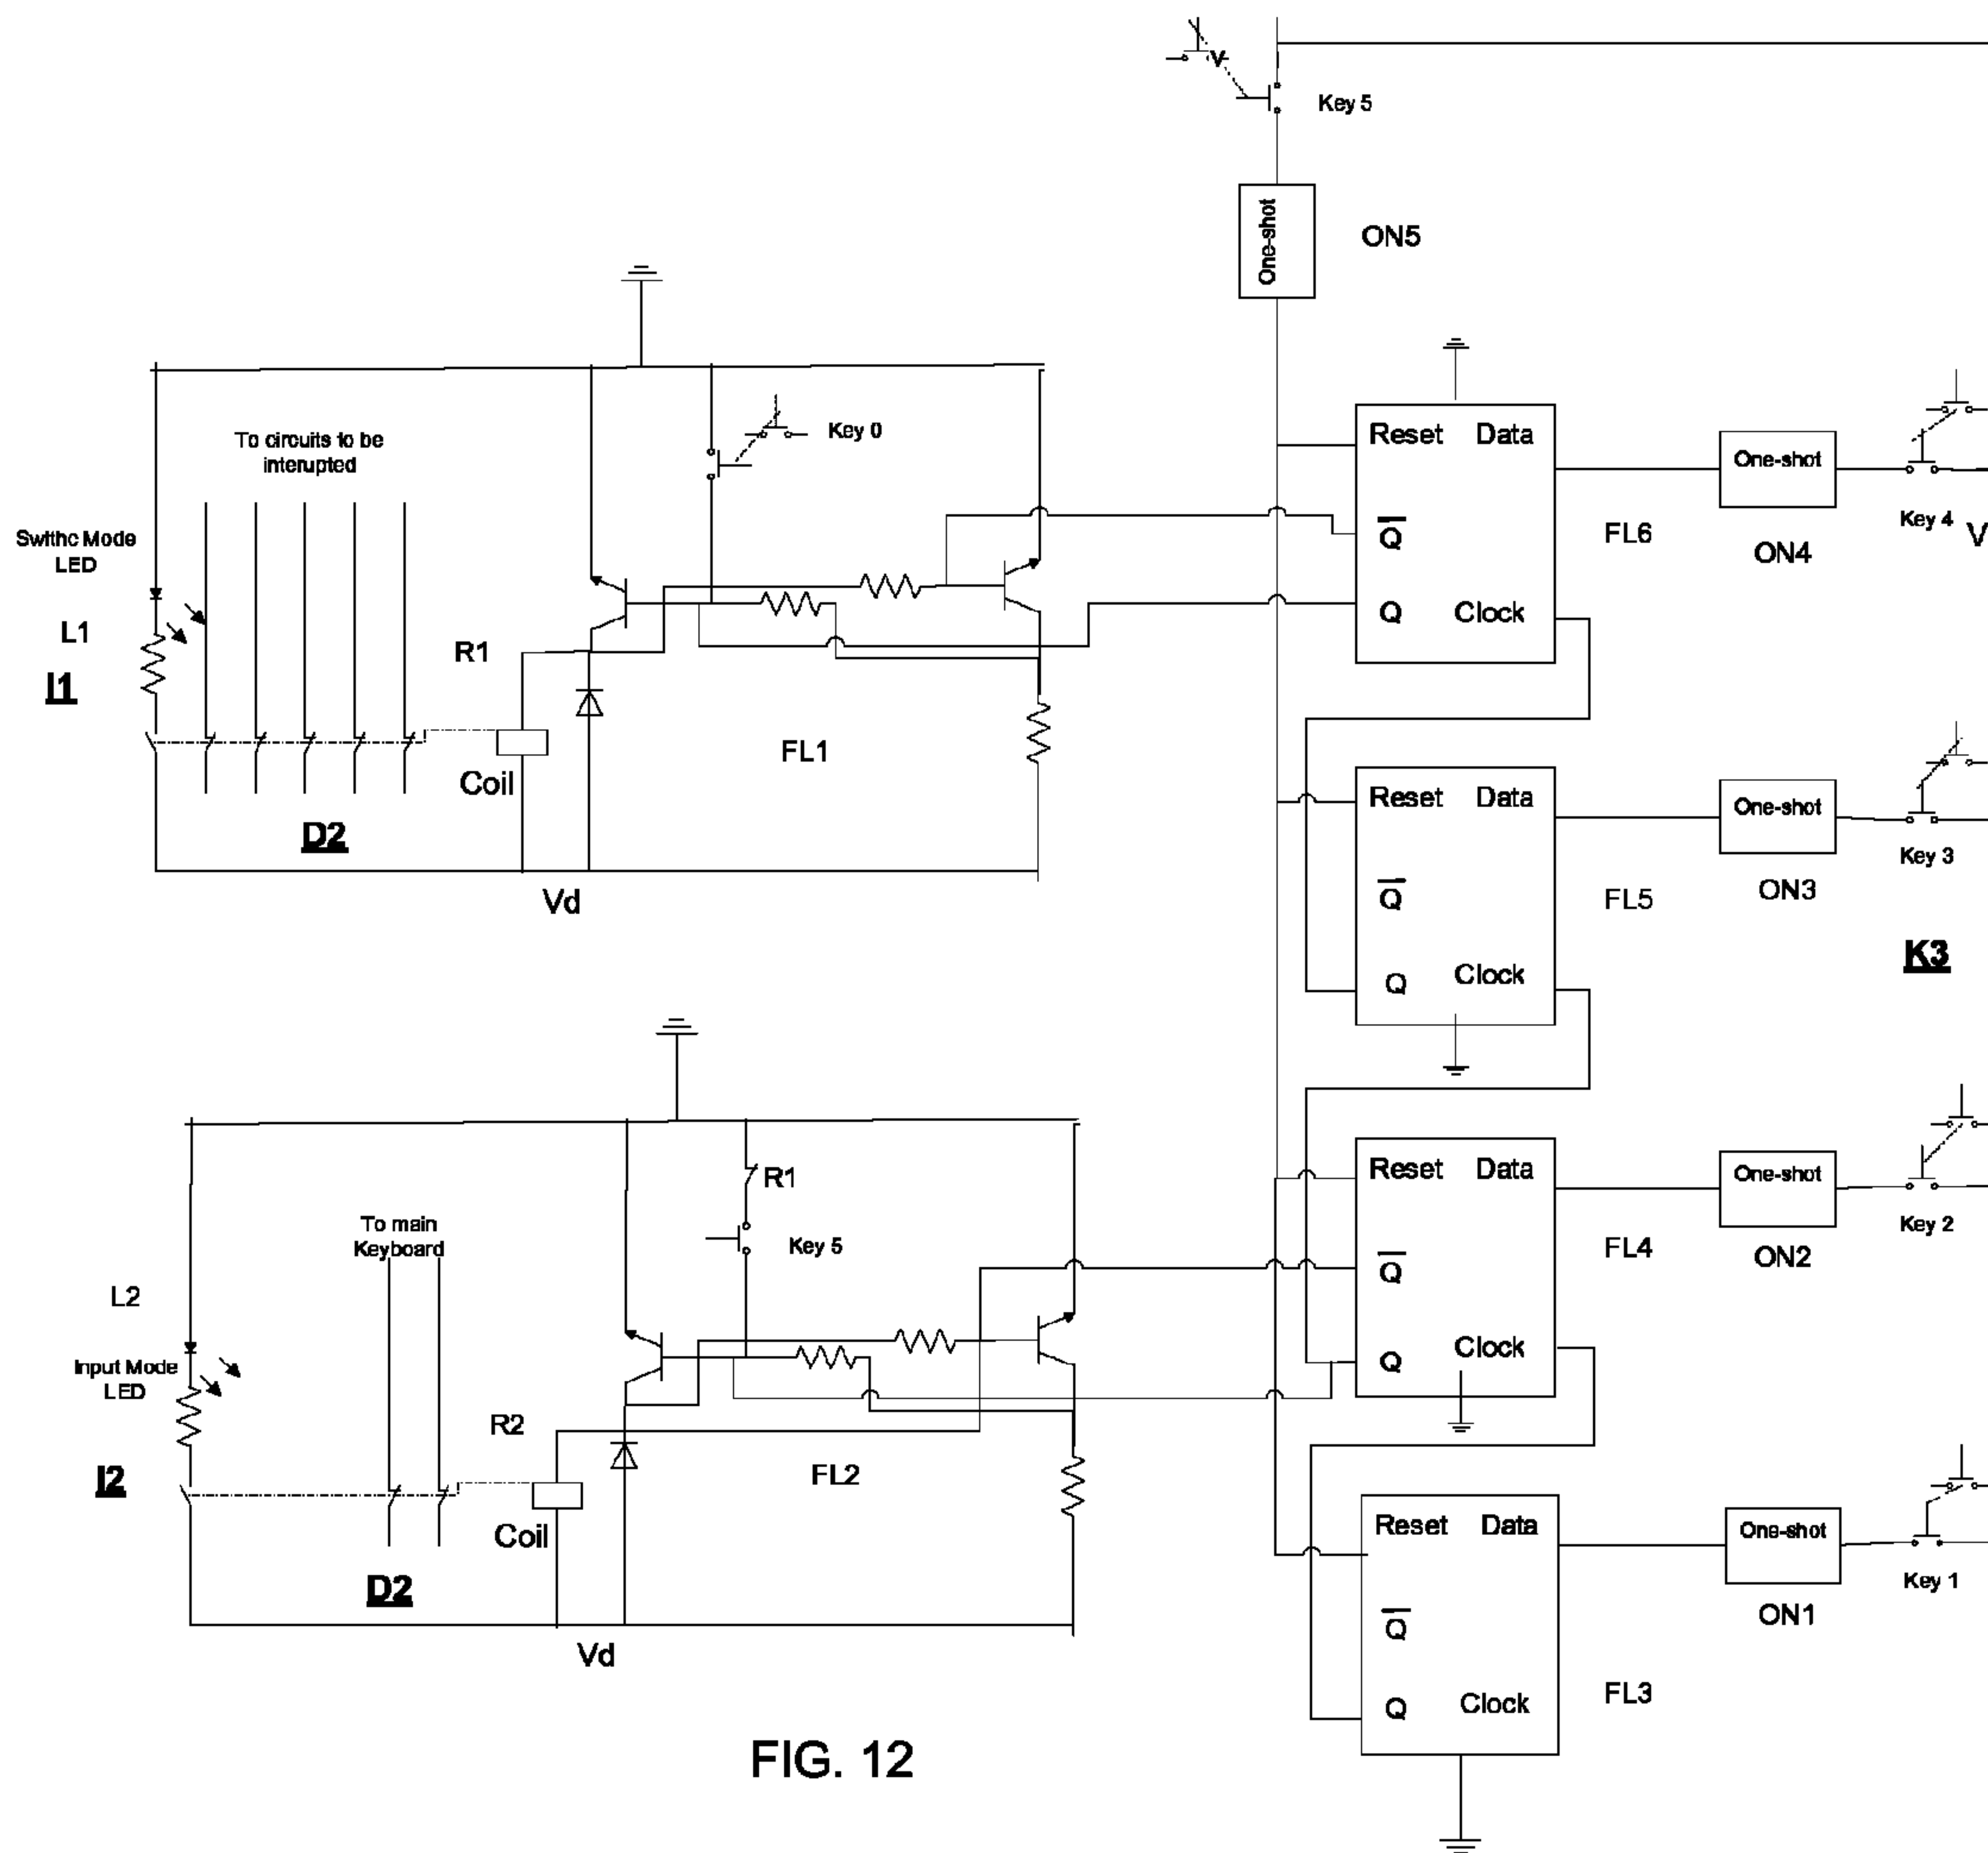 V
Key 5
One-shot
ON5
To circuits to be
interupted
Key 0
Swithc Mode
LED
L1
I1
R1
FL1
Coil
D2
Vd
Reset Data
Q
Q Clock
FL6
One-shot
ON4
Key 4
V
Reset Data
Q
Q Clock
FL5
One-shot
ON3
Key 3
K3
To main
Keyboard
R1
Key 5
L2
Input Mode
LED
I2
R2
FL2
Coil
D2
Vd
Reset Data
Q
Q Clock
FL4
One-shot
ON2
Key 2
Reset Data
Q
Q Clock
FL3
One-shot
ON1
Key 1
FIG. 12